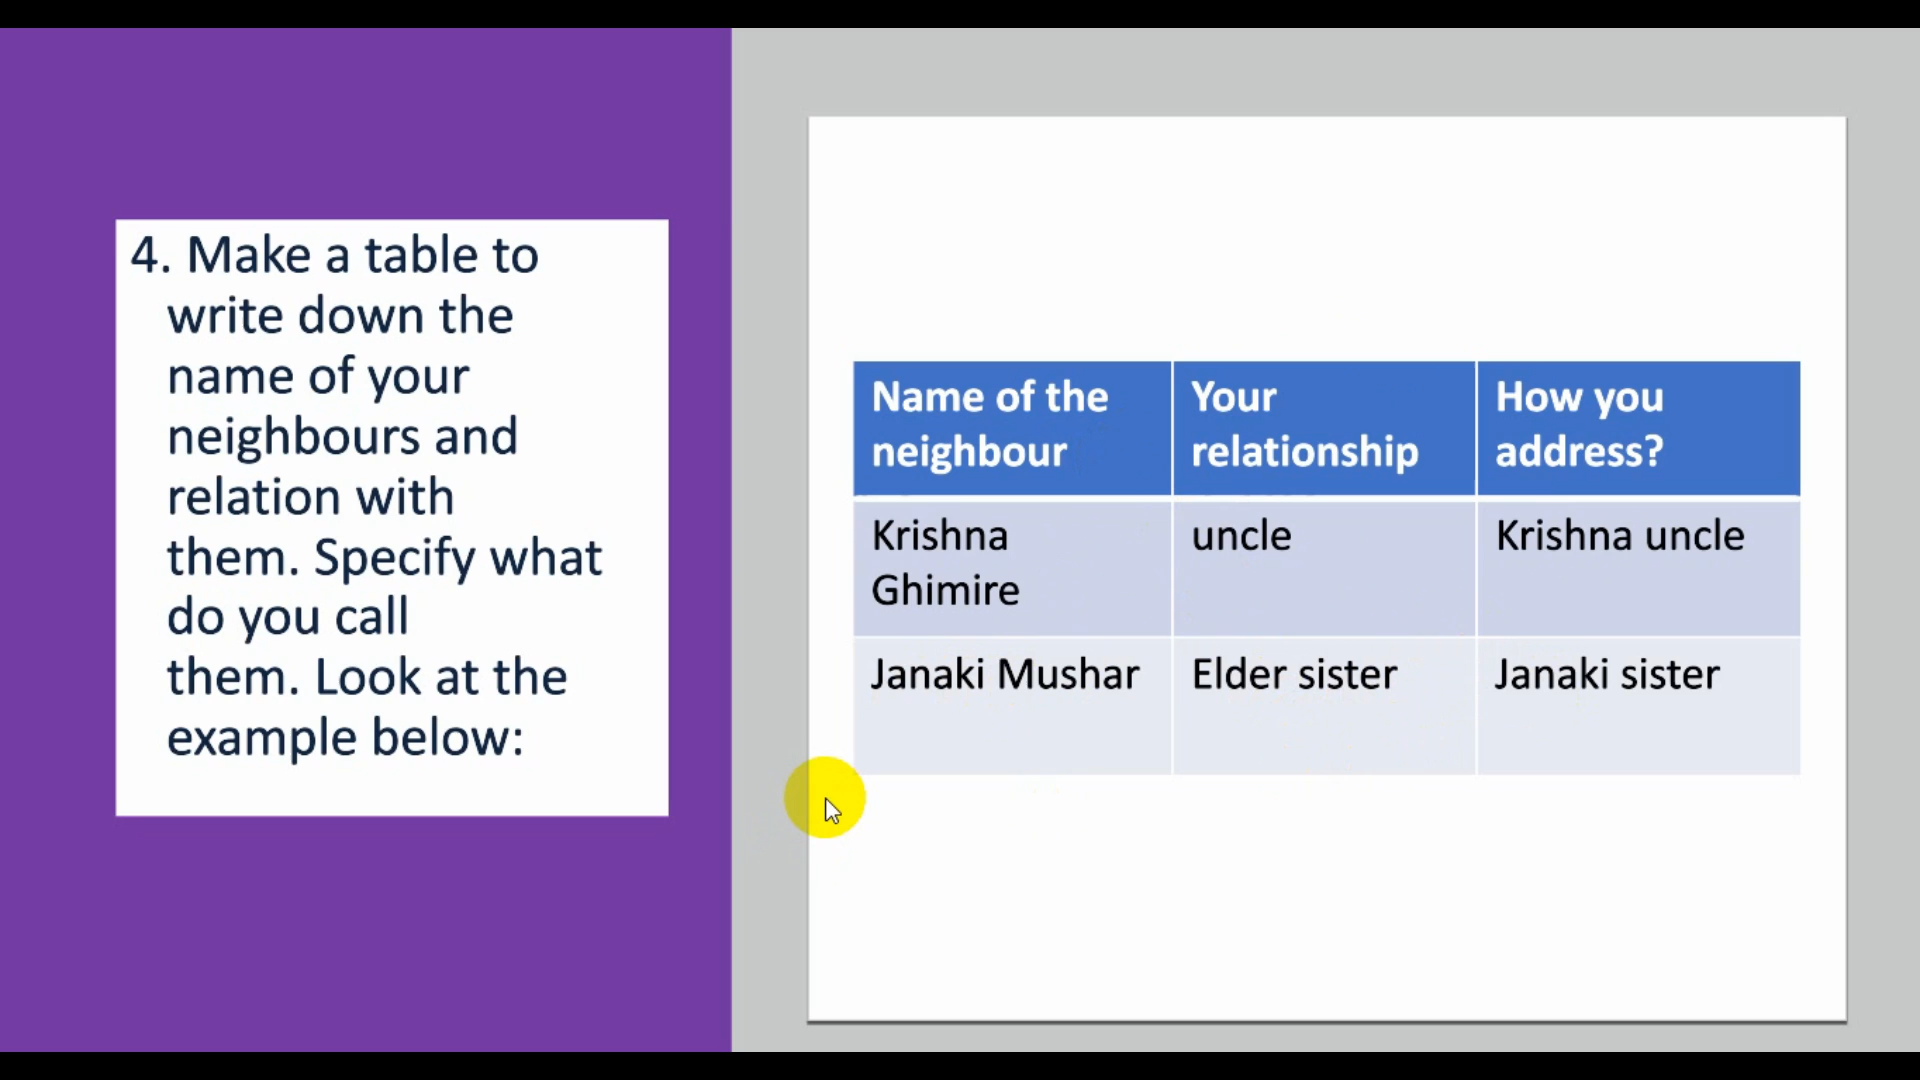 4. Make a table to
write down the
name of your
neighbours and
relation with
them. Specify what
do you call
them. Look at the
example below:
Name of the neighbour
Your relationship
How you address?
Krishna Ghimire
uncle
Krishna uncle
Janaki Mushar
Elder sister
Janaki sister